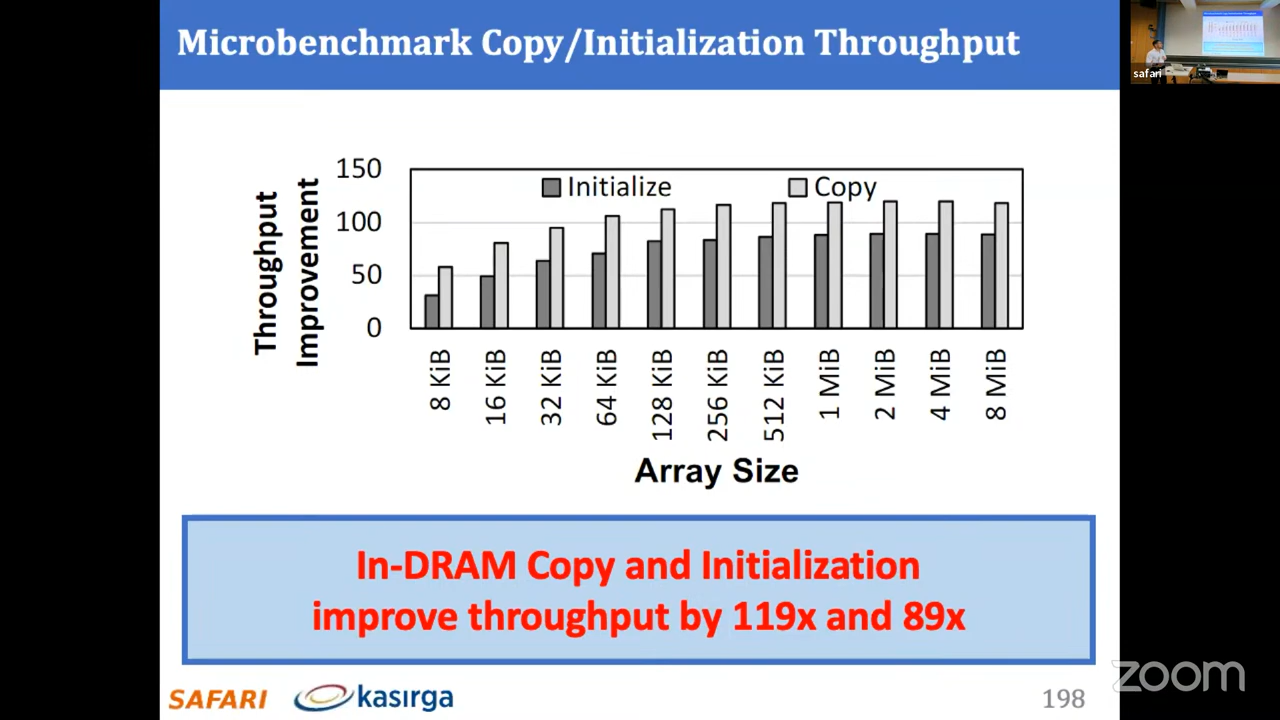 Microbenchmark Copy/Initialization Throughput
safari
Throughput
Improvement
150
100
50
0
Initialize
Copy
8 KiB
16 KiB
32 KiB
64 KiB
128 KiB
256 KiB
512 KiB
1 MiB
2 MiB
4 MiB
8 MiB
Array Size
In-DRAM Copy and Initialization
improve throughput by 119x and 89x
SAFARI
kasırga
198
zoom